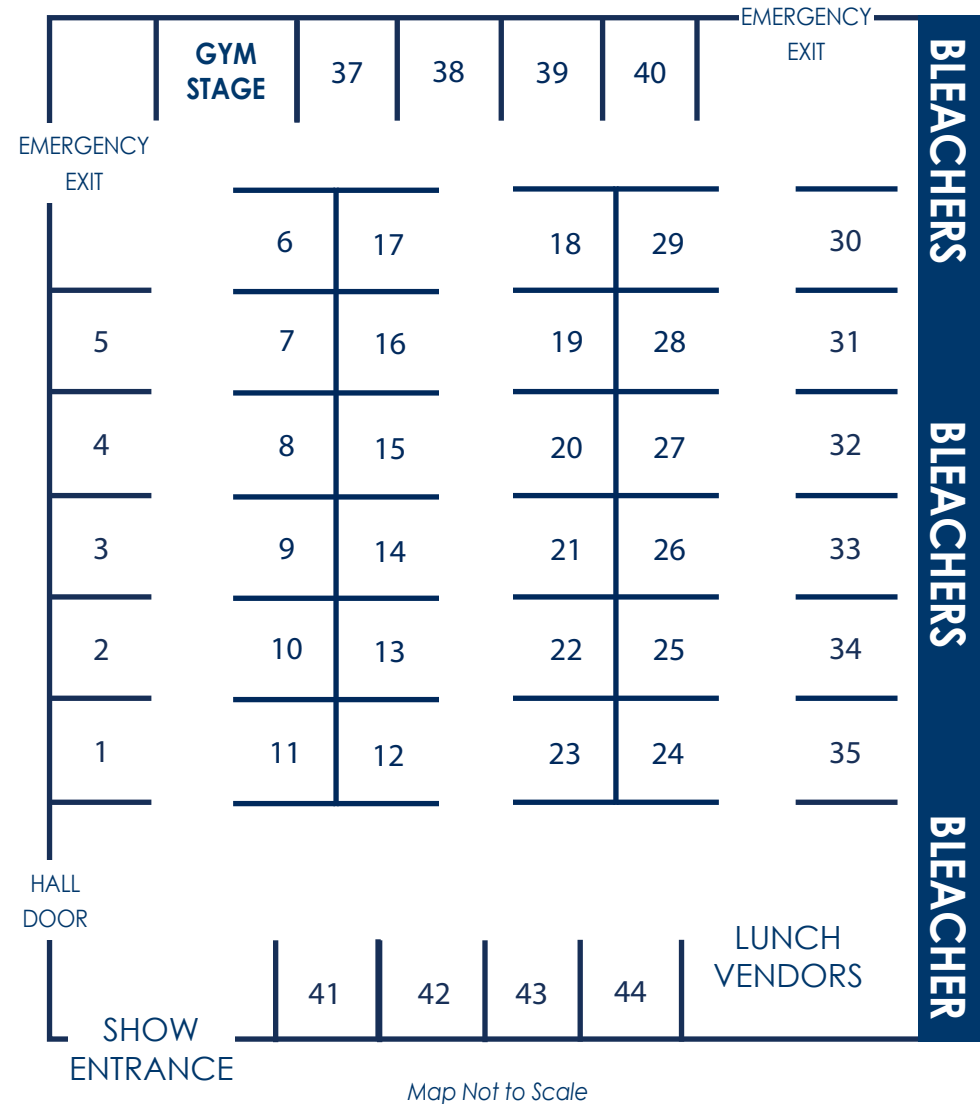 EMERGENCY
EXIT
GYM
STAGE
37
38
39
40
BLEACHERS
EMERGENCY
EXIT
6
17
18
29
30
5
7
16
19
28
31
4
8
15
20
27
32
BLEACHERS
3
9
14
21
26
33
2
10
13
22
25
34
1
11
12
23
24
35
BLEACHER
HALL
DOOR
41
42
43
44
LUNCH
VENDORS
SHOW
ENTRANCE
Map Not to Scale